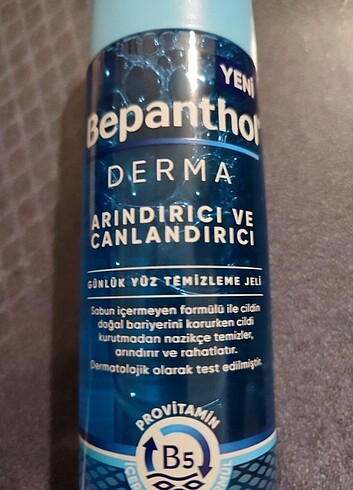 YENİ
Bepanthol
DERMA
ARINDIRICI VE
CANLANDIRICI
GÜNLÜK YÜZ TEMİZLEME JELİ
Sabun içermeyen formülü ile cildin
doğal bariyerini korurken cildi
kurutmadan nazikçe temizler,
arındırır ve rahatlatır.
Dermatolojik olarak test edilmiştir.
PROVİTAMİN
B5